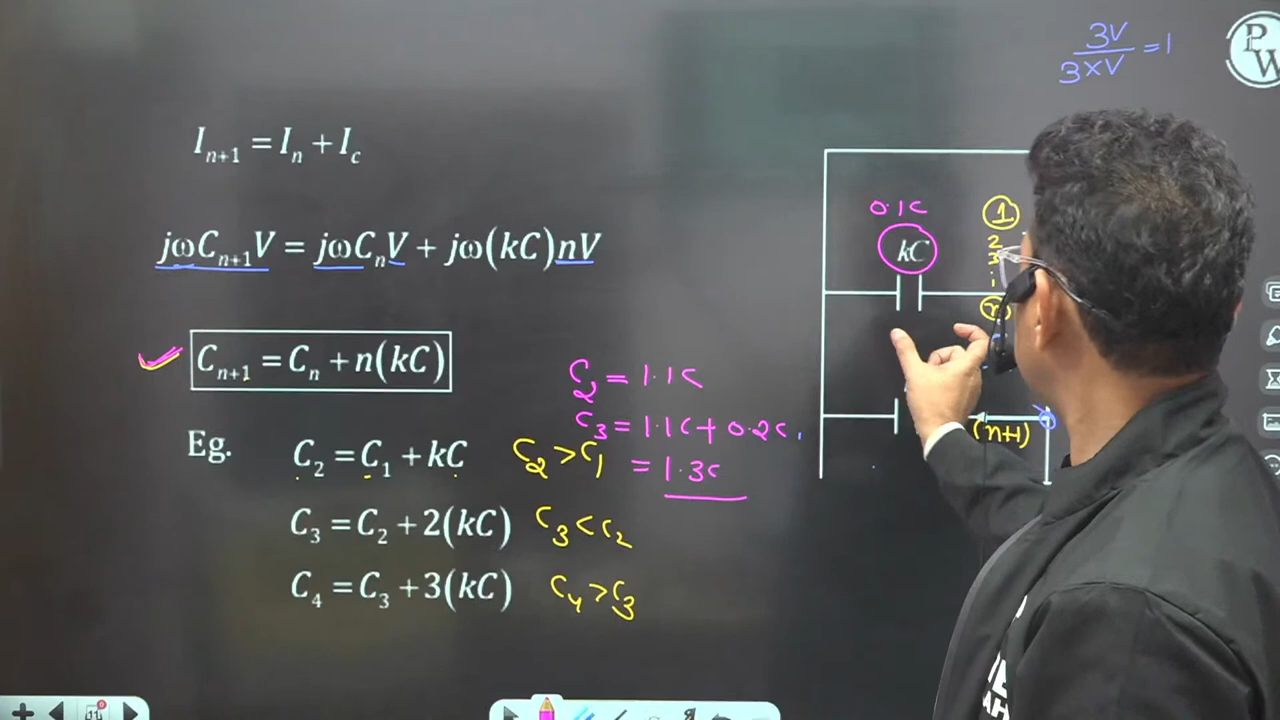 3V/3×V = 1
PW
I_{n+1} = I_n + I_c
0.1C
1
kC
2
3
n
jωC_{n+1}V = jωC_nV + jω(kC)nV
C_{n+1} = C_n + n(kC)
C_2 = 1.1C
C_3 = 1.1C + 0.2C.
(n+1)
Eg. C_2 = C_1 + kC C_2 > C_1 = 1.3C
C_3 = C_2 + 2(kC) C_3 < C_2
C_4 = C_3 + 3(kC) C_4 > C_3
11